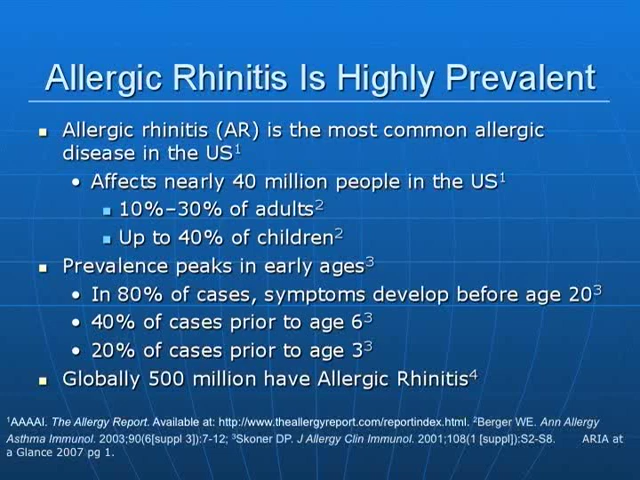 Allergic Rhinitis Is Highly Prevalent
▪ Allergic rhinitis (AR) is the most common allergic
disease in the US¹
• Affects nearly 40 million people in the US¹
▪ 10%–30% of adults²
▪ Up to 40% of children²
▪ Prevalence peaks in early ages³
• In 80% of cases, symptoms develop before age 20³
• 40% of cases prior to age 6³
• 20% of cases prior to age 3³
▪ Globally 500 million have Allergic Rhinitis⁴
¹AAAAI. The Allergy Report. Available at: http://www.theallergyreport.com/reportindex.html. ²Berger WE. Ann Allergy
Asthma Immunol. 2003;90(6[suppl 3]):7-12; ³Skoner DP. J Allergy Clin Immunol. 2001;108(1 [suppl]):S2-S8. ARIA at
a Glance 2007 pg 1.